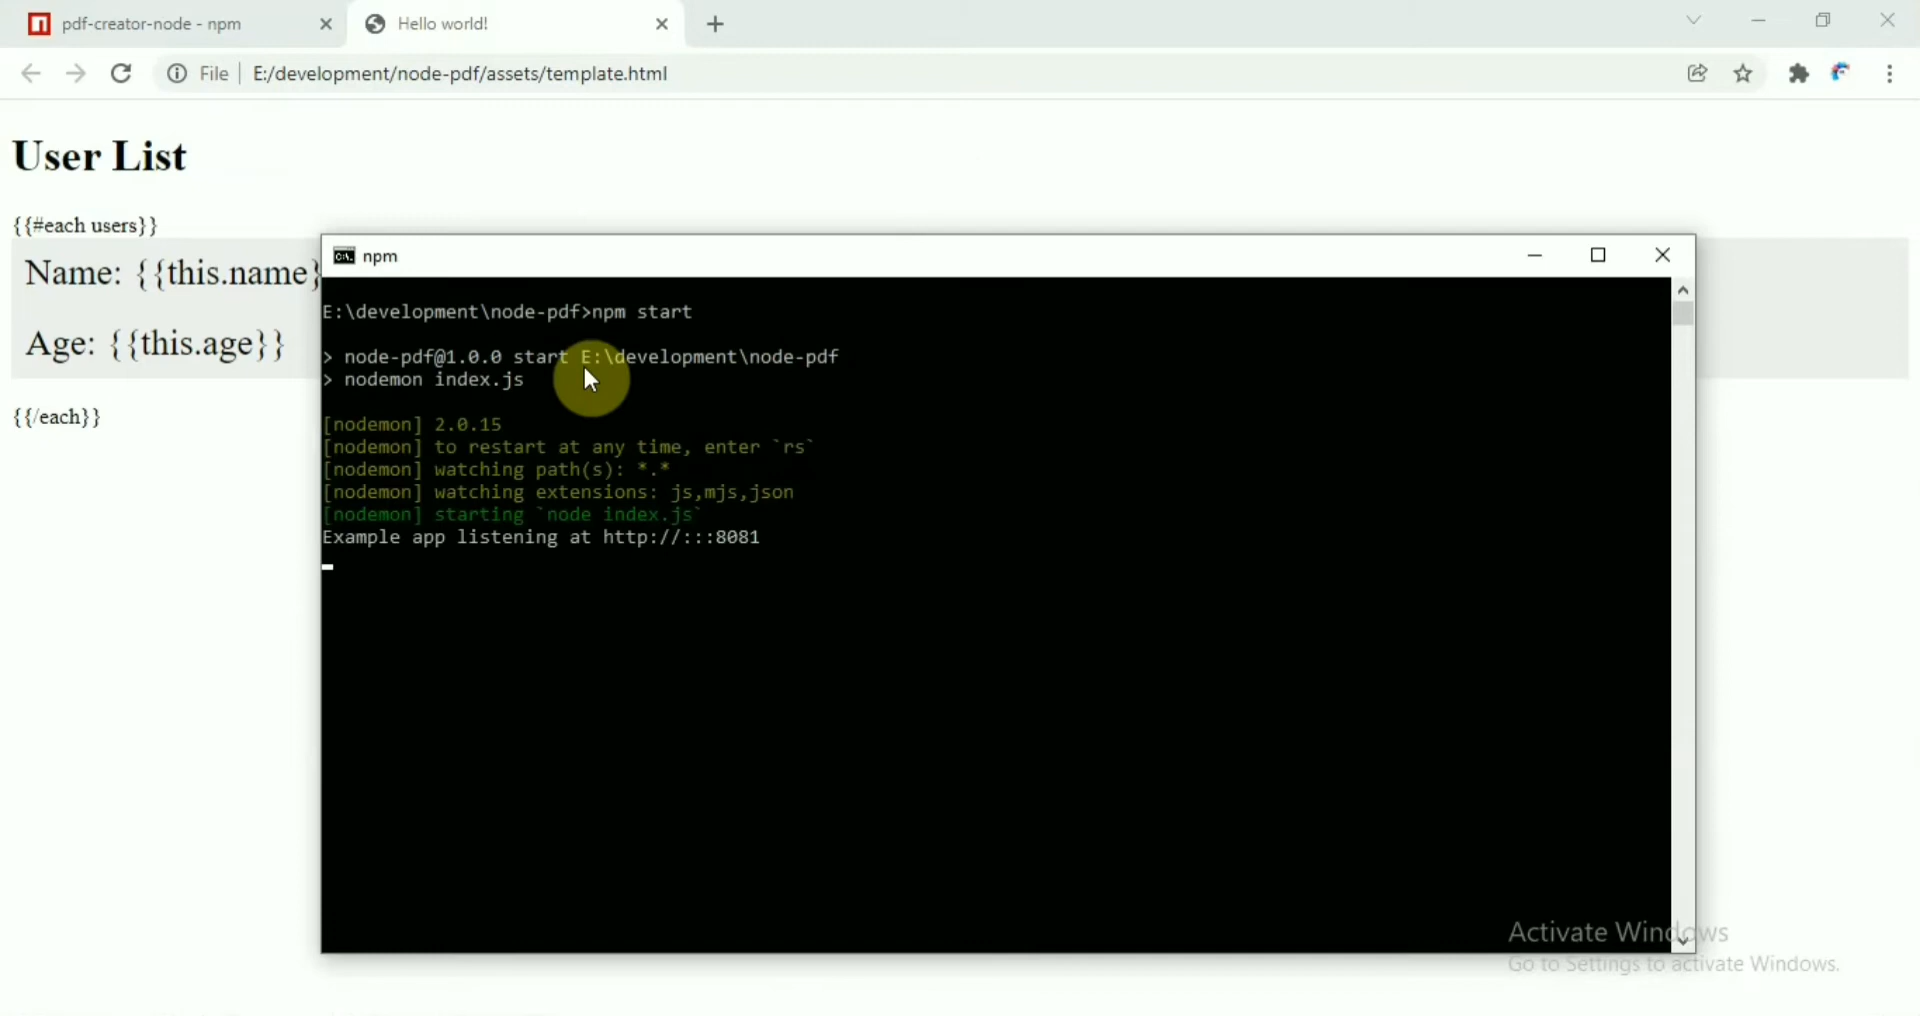 pdf-creator-node - npm
Hello world!
File
E:/development/node-pdf/assets/template.html
User List
{{#each users}}
Name: {{this.name}
Age: {{this.age}}
{{/each}}
npm
E:\development\node-pdf>npm start
> node-pdf@1.0.0 start E:\development\node-pdf
> nodemon index.js
[nodemon] 2.0.15
[nodemon] to restart at any time, enter `rs`
[nodemon] watching path(s): *.*
[nodemon] watching extensions: js,mjs,json
[nodemon] starting `node index.js`
Example app listening at http://:::8081
Activate Windows
Go to Settings to activate Windows.